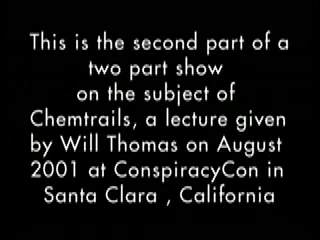 This is the second part of a
two part show
on the subject of
Chemtrails, a lecture given
by Will Thomas on August
2001 at ConspiracyCon in
Santa Clara , California